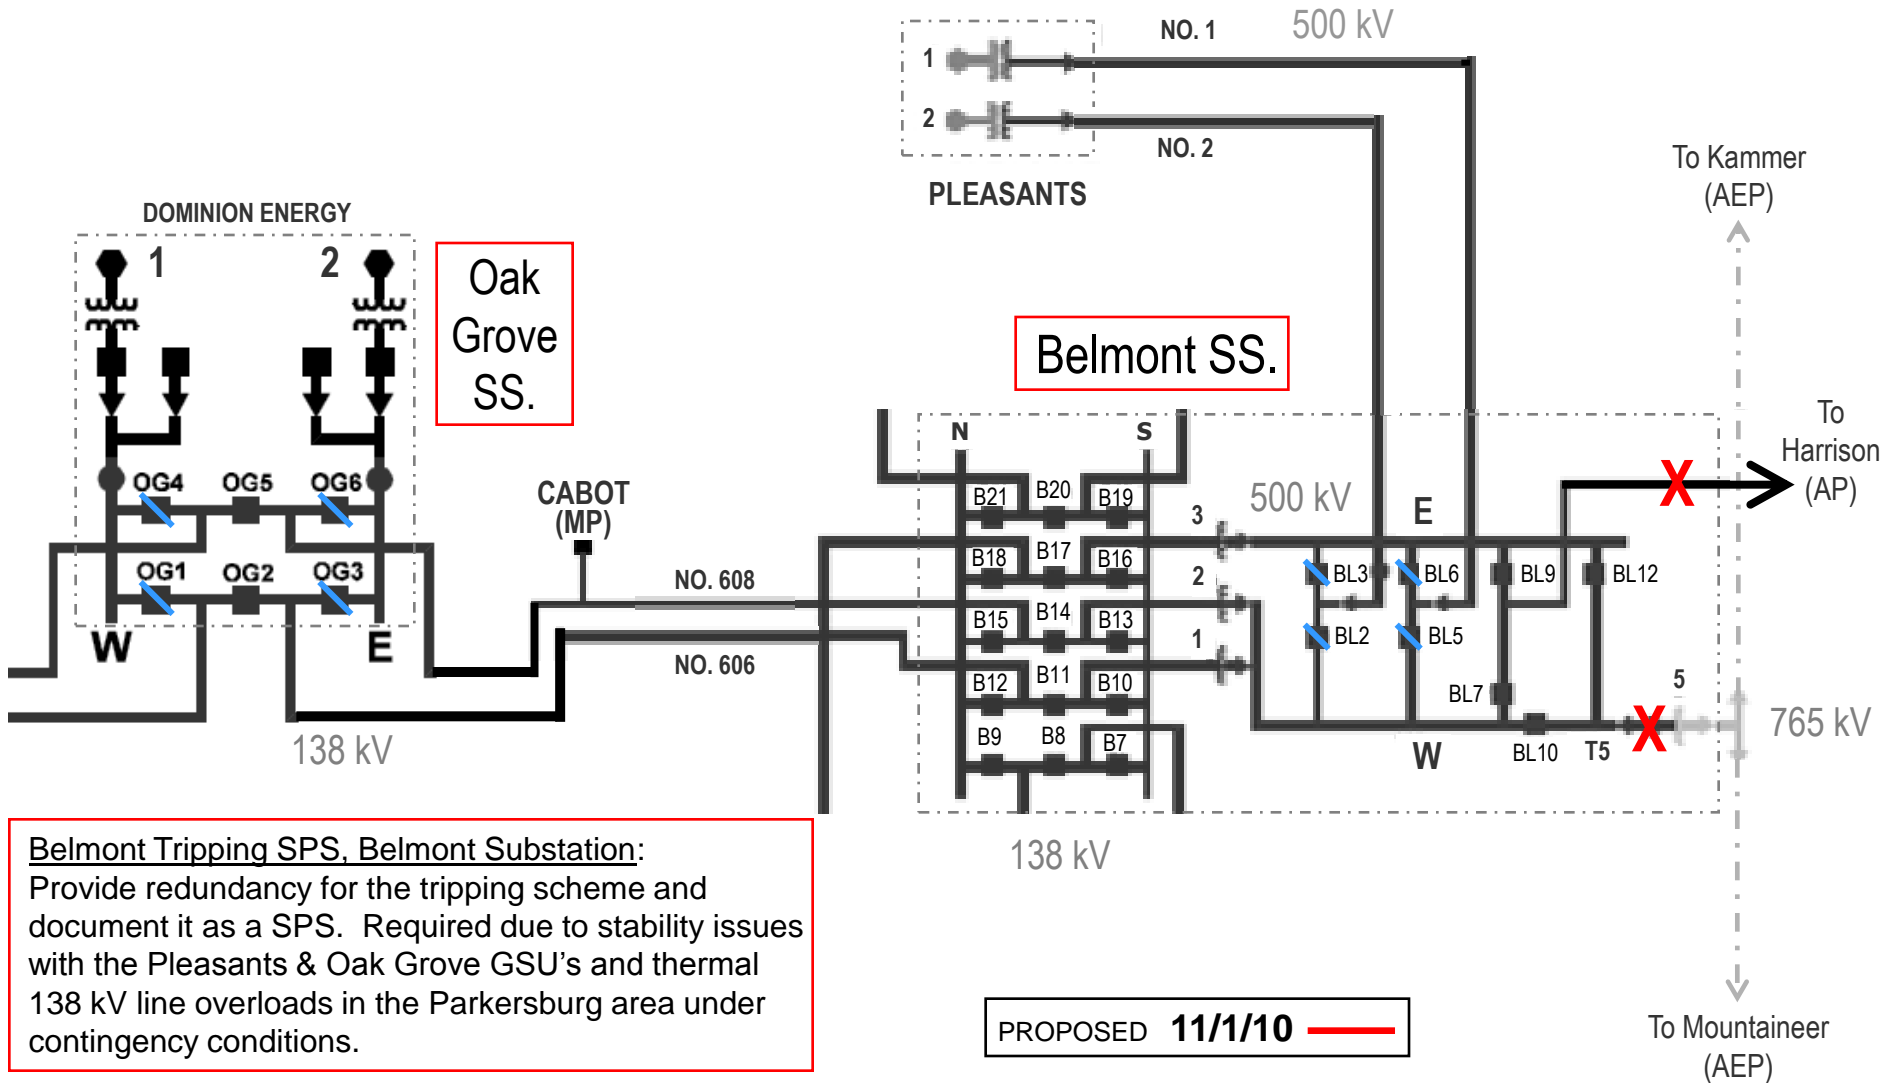 NO. 1
500 kV
1
2
NO. 2
PLEASANTS
To Kammer
(AEP)
DOMINION ENERGY
1
2
Oak
Grove
SS.
Belmont SS.
To
Harrison
(AP)
N
S
OG4
OG5
OG6
CABOT
(MP)
B21
B20
B19
3
500 kV
E
X
OG1
OG2
OG3
NO. 608
B18
B17
B16
2
BL3
BL6
BL9
BL12
B15
B14
B13
1
BL2
BL5
W
E
NO. 606
B12
B11
B10
BL7
5
138 kV
B9
B8
B7
W
BL10
T5
X
765 kV
138 kV
Belmont Tripping SPS, Belmont Substation:
Provide redundancy for the tripping scheme and
document it as a SPS. Required due to stability issues
with the Pleasants & Oak Grove GSU's and thermal
138 kV line overloads in the Parkersburg area under
contingency conditions.
PROPOSED 11/1/10
To Mountaineer
(AEP)